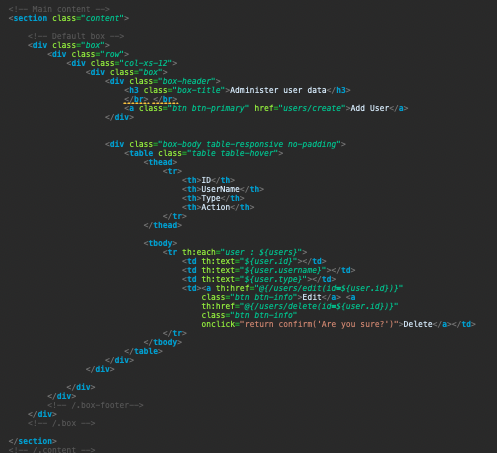 <!-- Main content -->
<section class="content">
<!-- Default box -->
<div class="box">
<div class="row">
<div class="col-xs-12">
<div class="box">
<div class="box-header">
<h3 class="box-title">Administer user data</h3>
</br> </br>
<a class="btn btn-primary" href="users/create">Add User</a>
</div>
<div class="box-body table-responsive no-padding">
<table class="table table-hover">
<thead>
<tr>
<th>ID</th>
<th>UserName</th>
<th>Type</th>
<th>Action</th>
</tr>
</thead>
<tbody>
<tr th:each="user : ${users}">
<td th:text="${user.id}"></td>
<td th:text="${user.username}"></td>
<td th:text="${user.type}"></td>
<td><a th:href="@{/users/edit(id=${user.id})}"
class="btn btn-info">Edit</a> <a
th:href="@{/users/delete(id=${user.id})}"
class="btn btn-info"
onclick="return confirm('Are you sure?')">Delete</a></td>
</tr>
</tbody>
</table>
</div>
</div>
</div>
</div>
<!-- /.box-footer-->
</div>
<!-- /.box -->
</section>
<!-- /.content -->